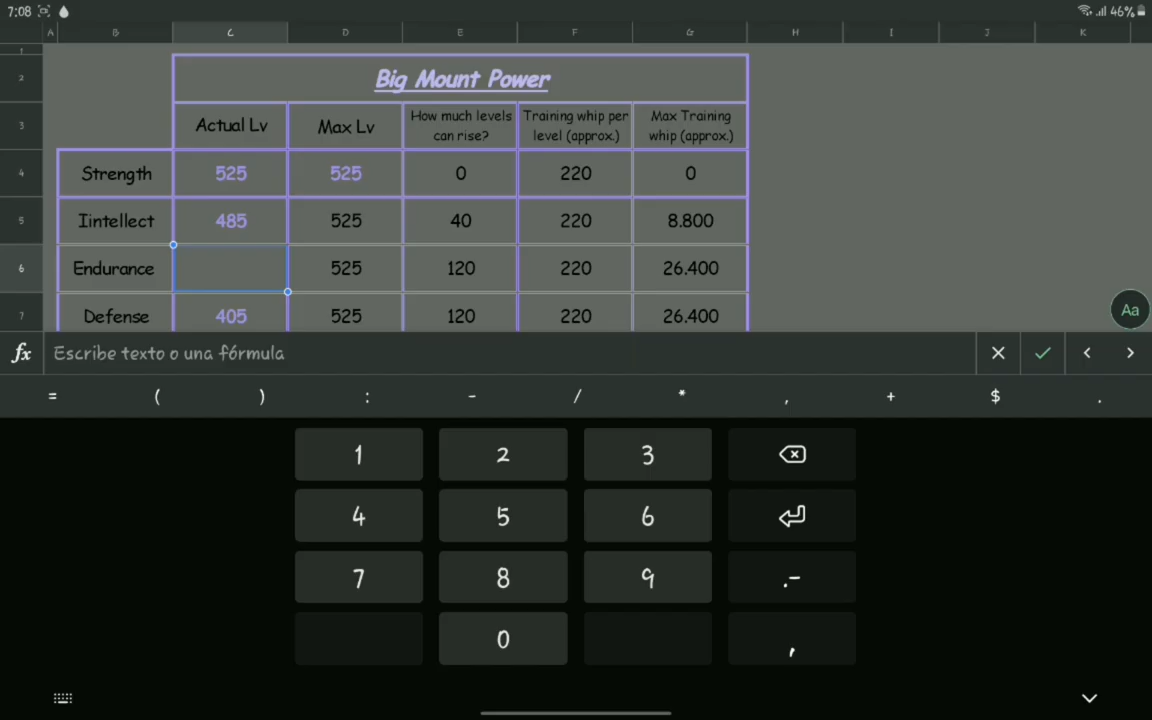 7:08 46%
A B C D E F G H I J K
1
2 Big Mount Power
3 Actual Lv Max Lv How much levels can rise? Training whip per level (approx.) Max Training whip (approx.)
4 Strength 525 525 0 220 0
5 Iintellect 485 525 40 220 8.800
6 Endurance 525 120 220 26.400
7 Defense 405 525 120 220 26.400
Aa
fx Escribe texto o una fórmula
= ( ) : - / * , + $ .
1 2 3
4 5 6
7 8 9 .-
0 ,